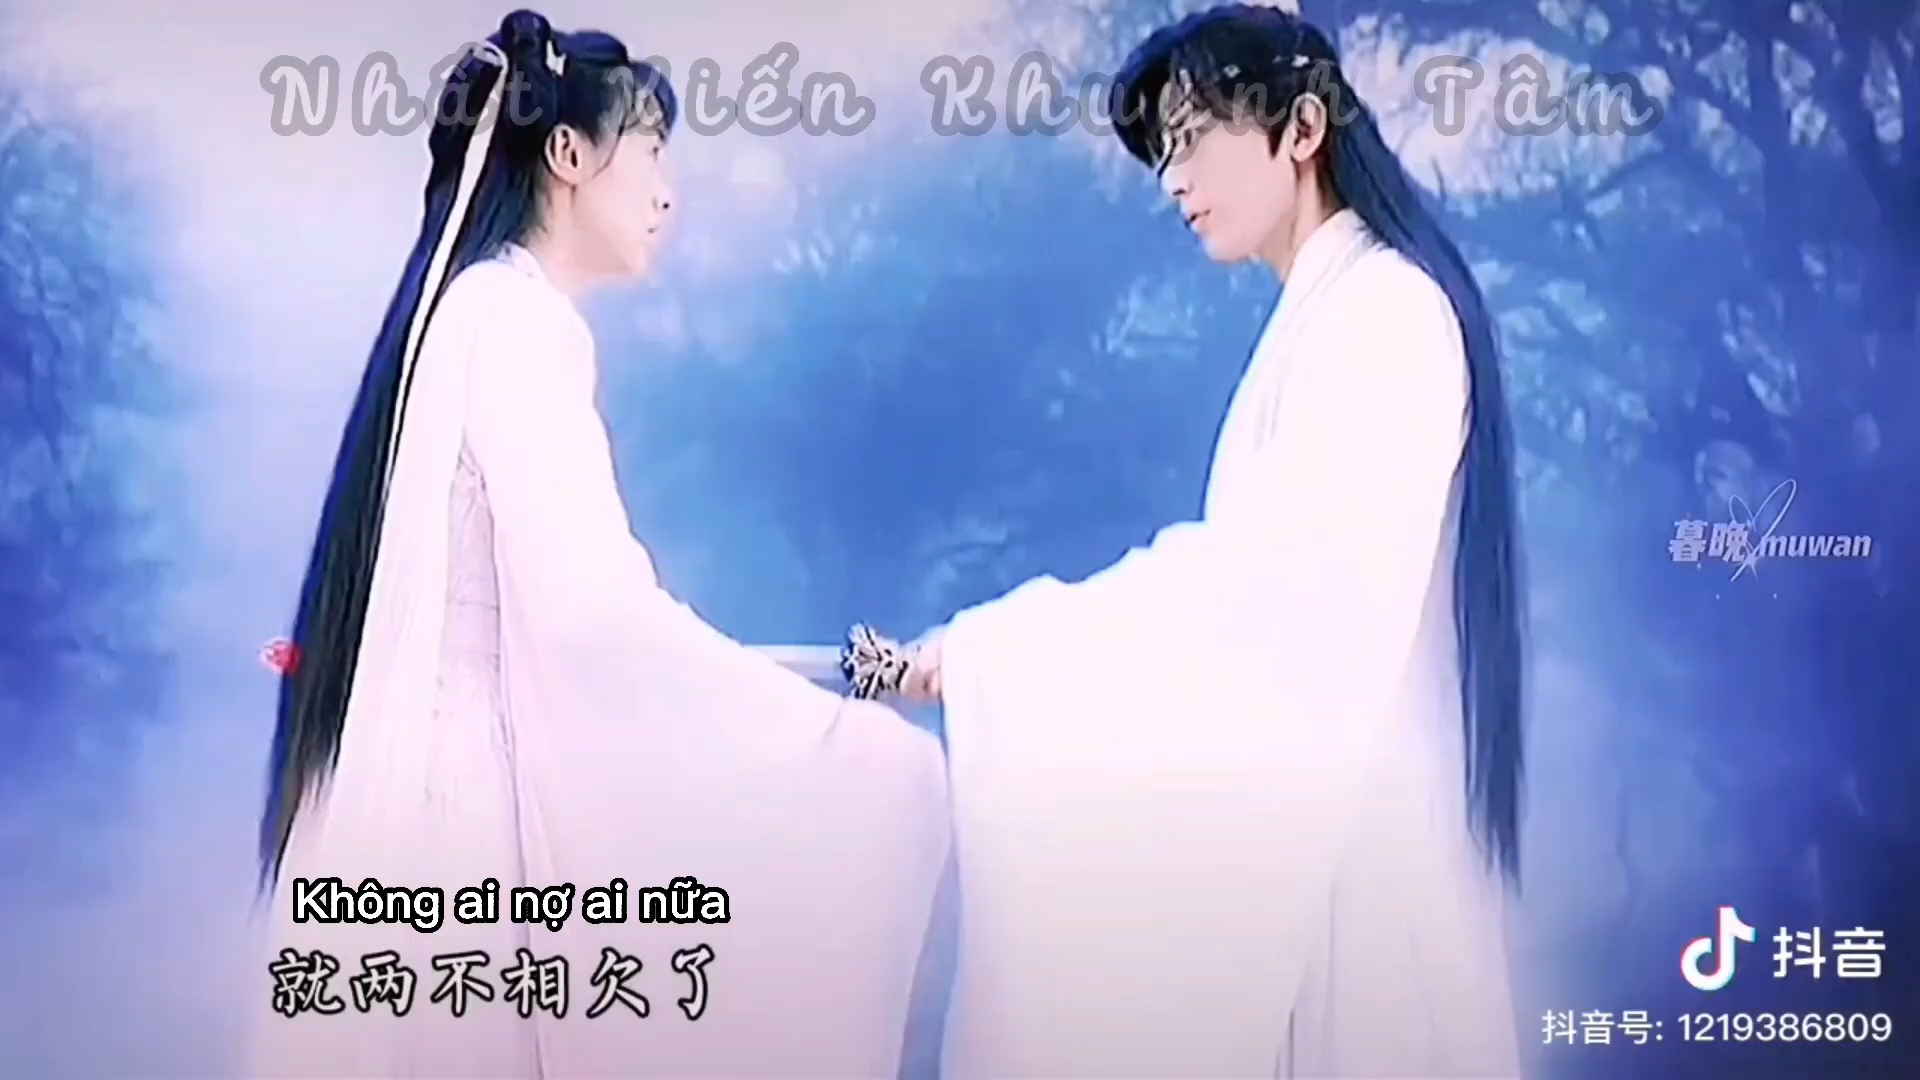 Nhất Kiến Khuynh Tâm
暮晚 muwan
Không ai nợ ai nữa
就两不相欠了
抖音
抖音号: 1219386809